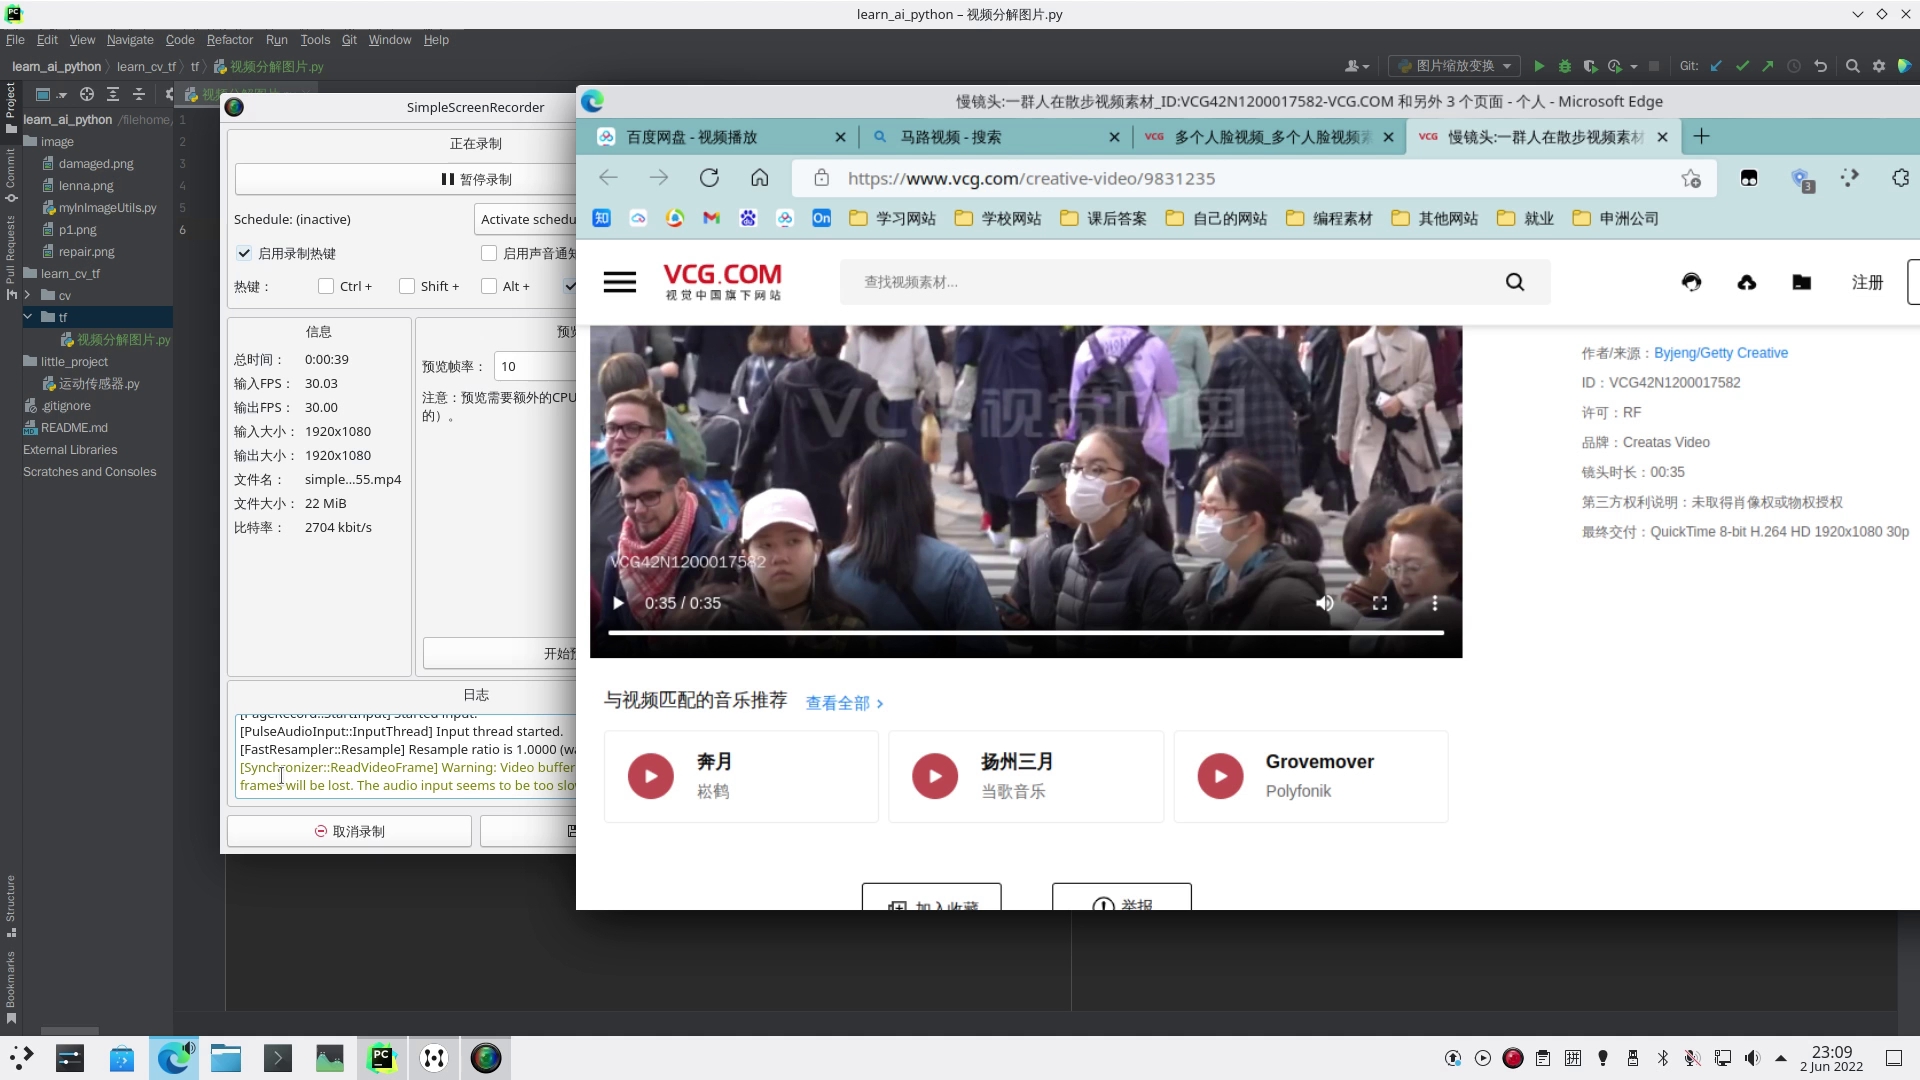 learn_ai_python – 视频分解图片.py
File Edit View Navigate Code Refactor Run Tools Git Window Help
learn_ai_python learn_cv_tf tf 视频分解图片.py
图片缩放变换 Git:
Project
Commit
Pull Requests
Structure
Bookmarks
learn_ai_python /filehome
image
damaged.png
lenna.png
myInImageUtils.py
p1.png
repair.png
learn_cv_tf
cv
tf
视频分解图片.py
little_project
运动传感器.py
.gitignore
README.md
External Libraries
Scratches and Consoles
1
2
3
4
5
6
SimpleScreenRecorder
正在录制
暂停录制
Schedule: (inactive) Activate schedu
启用录制热键 启用声音通知
热键： Ctrl + Shift + Alt +
信息
总时间： 0:00:39
输入FPS： 30.03
输出FPS： 30.00
输入大小： 1920x1080
输出大小： 1920x1080
文件名： simple...55.mp4
文件大小： 22 MiB
比特率： 2704 kbit/s
预览帧率： 10
注意：预览需要额外的CPU
的）。
日志
[PageRecord::StartInput] Started input.
[PulseAudioInput::InputThread] Input thread started.
[FastResampler::Resample] Resample ratio is 1.0000 (wa
[Synchronizer::ReadVideoFrame] Warning: Video buffer
frames will be lost. The audio input seems to be too slo
取消录制
慢镜头:一群人在散步视频素材_ID:VCG42N1200017582-VCG.COM 和另外 3 个页面 - 个人 - Microsoft Edge
百度网盘 - 视频播放
马路视频 - 搜索
VCG 多个人脸视频_多个人脸视频素
VCG 慢镜头:一群人在散步视频素材
https://www.vcg.com/creative-video/9831235
3
知 On 学习网站 学校网站 课后答案 自己的网站 编程素材 其他网站 就业 申洲公司
VCG.COM
视觉中国旗下网站
查找视频素材...
注册
VCG 视觉中国
VCG42N1200017582
0:35 / 0:35
作者/来源：Byjeng/Getty Creative
ID：VCG42N1200017582
许可：RF
品牌：Creatas Video
镜头时长：00:35
第三方权利说明：未取得肖像权或物权授权
最终交付：QuickTime 8-bit H.264 HD 1920x1080 30p
与视频匹配的音乐推荐 查看全部
奔月
崧鹤
扬州三月
当歌音乐
Grovemover
Polyfonik
加入收藏
举报
PC
23:09
2 Jun 2022